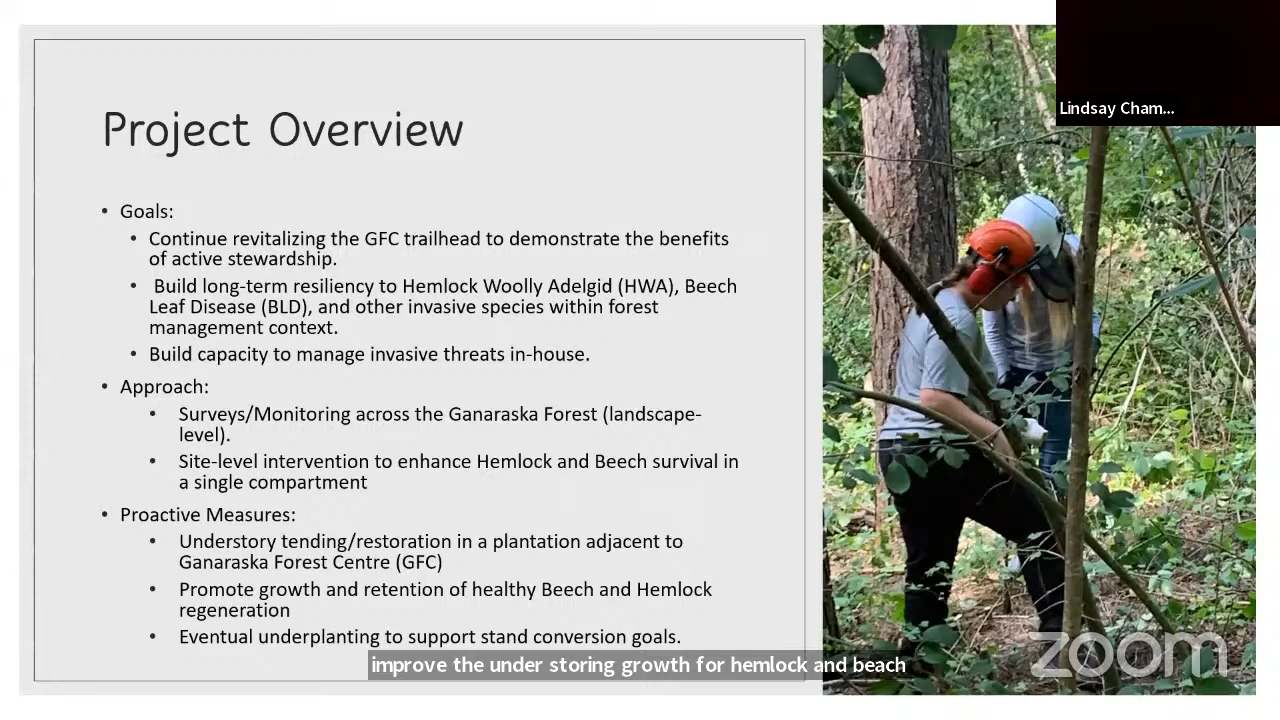 Lindsay Cham...
Project Overview
• Goals:
• Continue revitalizing the GFC trailhead to demonstrate the benefits
of active stewardship.
• Build long-term resiliency to Hemlock Woolly Adelgid (HWA), Beech
Leaf Disease (BLD), and other invasive species within forest
management context.
• Build capacity to manage invasive threats in-house.
• Approach:
• Surveys/Monitoring across the Ganaraska Forest (landscape-
level).
• Site-level intervention to enhance Hemlock and Beech survival in
a single compartment
• Proactive Measures:
• Understory tending/restoration in a plantation adjacent to
Ganaraska Forest Centre (GFC)
• Promote growth and retention of healthy Beech and Hemlock
regeneration
• Eventual underplanting to support stand conversion goals.
improve the under storing growth for hemlock and beach
zoom